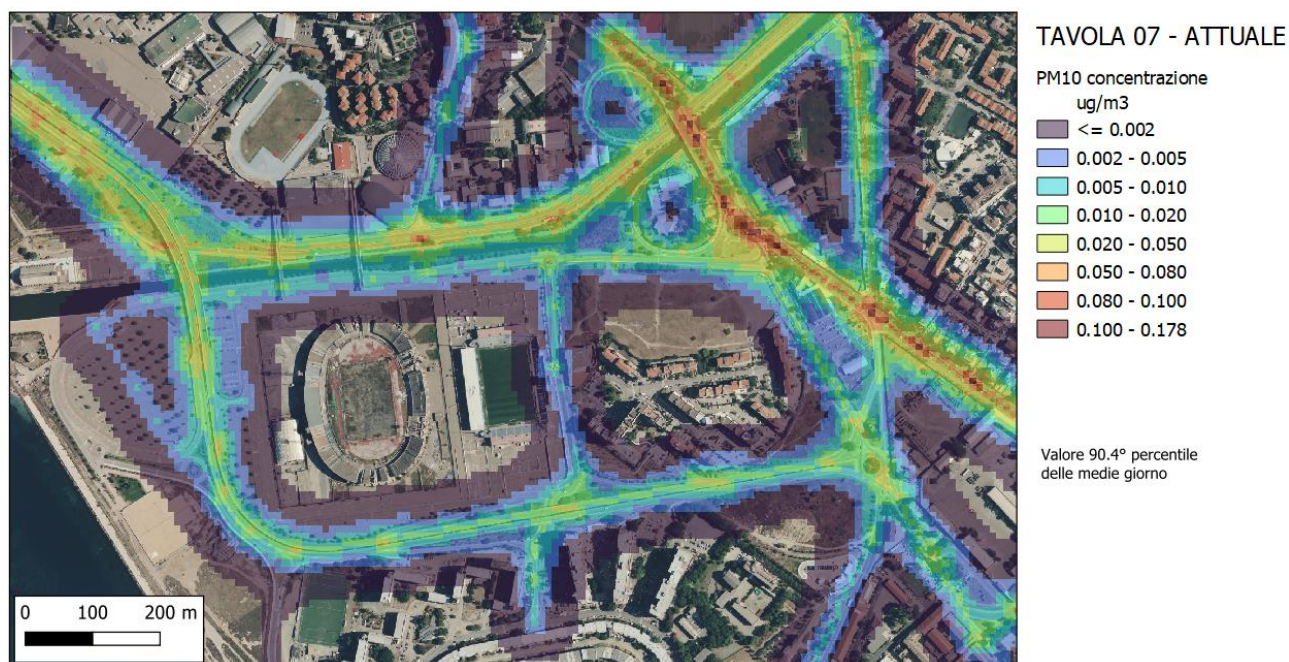 TAVOLA 07 - ATTUALE
PM10 concentrazione
ug/m3
<= 0.002
0.002 - 0.005
0.005 - 0.010
0.010 - 0.020
0.020 - 0.050
0.050 - 0.080
0.080 - 0.100
0.100 - 0.178
Valore 90.4° percentile
delle medie giorno
0 100 200 m